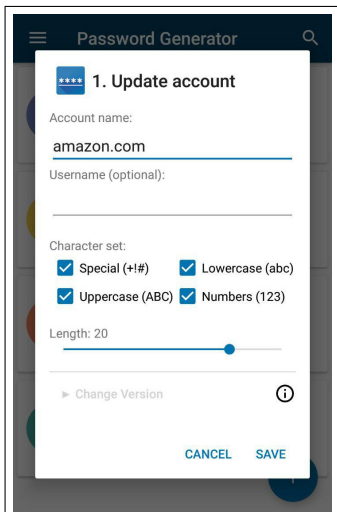 Password Generator
**** 1. Update account
Account name:
amazon.com
Username (optional):
Character set:
Special (+!#) Lowercase (abc)
Uppercase (ABC) Numbers (123)
Length: 20
► Change Version
CANCEL SAVE